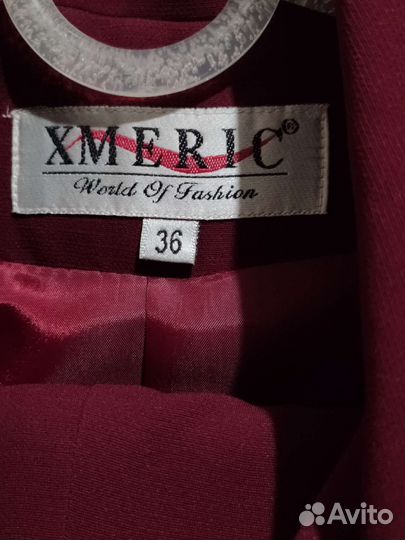 XMERIC®
World Of Fashion
36
Avito